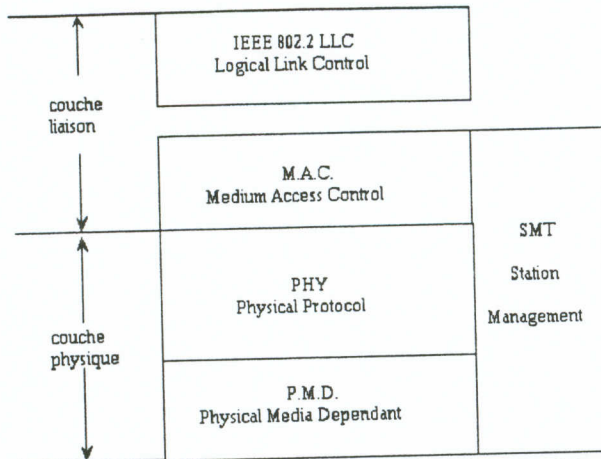 IEEE 802.2 LLC
Logical Link Control
couche
liaison
M.A.C.
Medium Access Control
SMT
Station
Management
PHY
Physical Protocol
couche
physique
P.M.D.
Physical Media Dependant